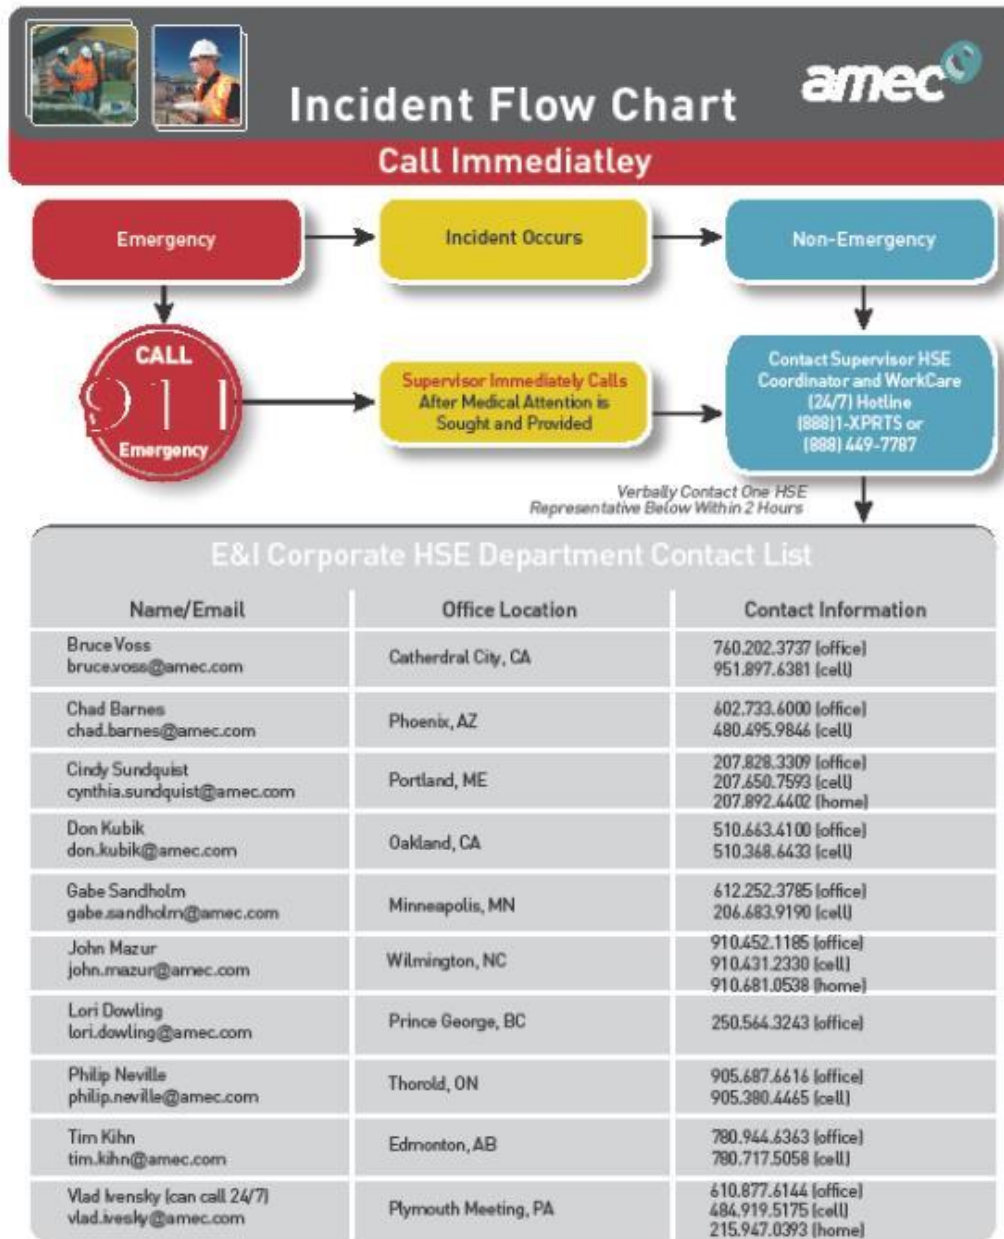 amec
Incident Flow Chart
Call Immediatley
Emergency
Incident Occurs
Non-Emergency
CALL
911
Emergency
Supervisor Immediately Calls
After Medical Attention is
Sought and Provided
Contact Supervisor HSE
Coordinator and WorkCare
(24/7) Hotline
(888)1-XPRTS or
(888) 449-7787
Verbally Contact One HSE
Representative Below Within 2 Hours
E&I Corporate HSE Department Contact List
Name/Email Office Location Contact Information
Bruce Voss
bruce.voss@amec.com
Catherdral City, CA
760.202.3737 (office)
951.897.6381 (cell)
Chad Barnes
chad.barnes@amec.com
Phoenix, AZ
602.733.6000 (office)
480.495.9846 (cell)
Cindy Sundquist
cynthia.sundquist@amec.com
Portland, ME
207.828.3309 (office)
207.650.7593 (cell)
207.892.4402 (home)
Don Kubik
don.kubik@amec.com
Oakland, CA
510.663.4100 (office)
510.368.6433 (cell)
Gabe Sandholm
gabe.sandholm@amec.com
Minneapolis, MN
612.252.3785 (office)
206.683.9190 (cell)
John Mazur
john.mazur@amec.com
Wilmington, NC
910.452.1185 (office)
910.431.2330 (cell)
910.681.0538 (home)
Lori Dowling
lori.dowling@amec.com
Prince George, BC
250.564.3243 (office)
Philip Neville
philip.neville@amec.com
Thorold, ON
905.687.6616 (office)
905.380.4465 (cell)
Tim Kihn
tim.kihn@amec.com
Edmonton, AB
780.944.6363 (office)
780.717.5058 (cell)
Vlad Ivensky (can call 24/7)
vlad.ivesky@amec.com
Plymouth Meeting, PA
610.877.6144 (office)
484.919.5175 (cell)
215.947.0393 (home)